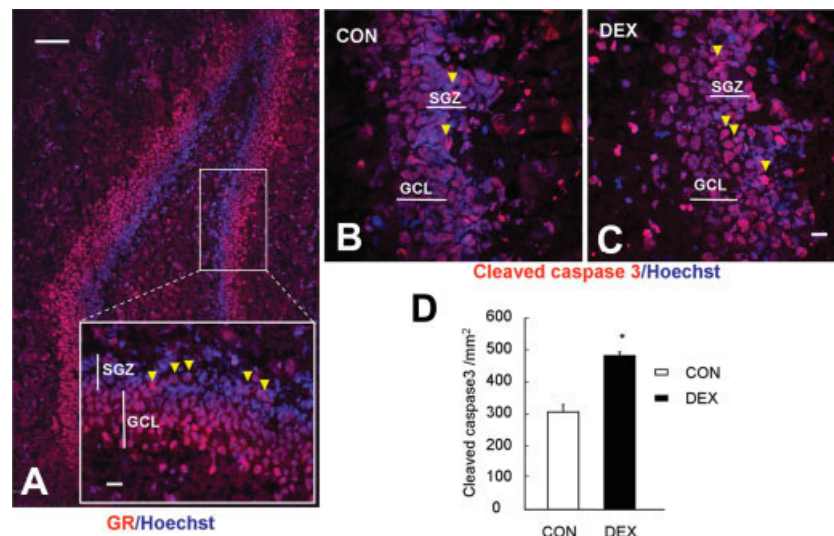 A
SGZ
GCL
GR/Hoechst
CON
SGZ
GCL
B
DEX
SGZ
GCL
C
Cleaved caspase 3/Hoechst
D
Cleaved caspase3 /mm²
600
500
400
300
200
100
0
CON
DEX
*
CON
DEX